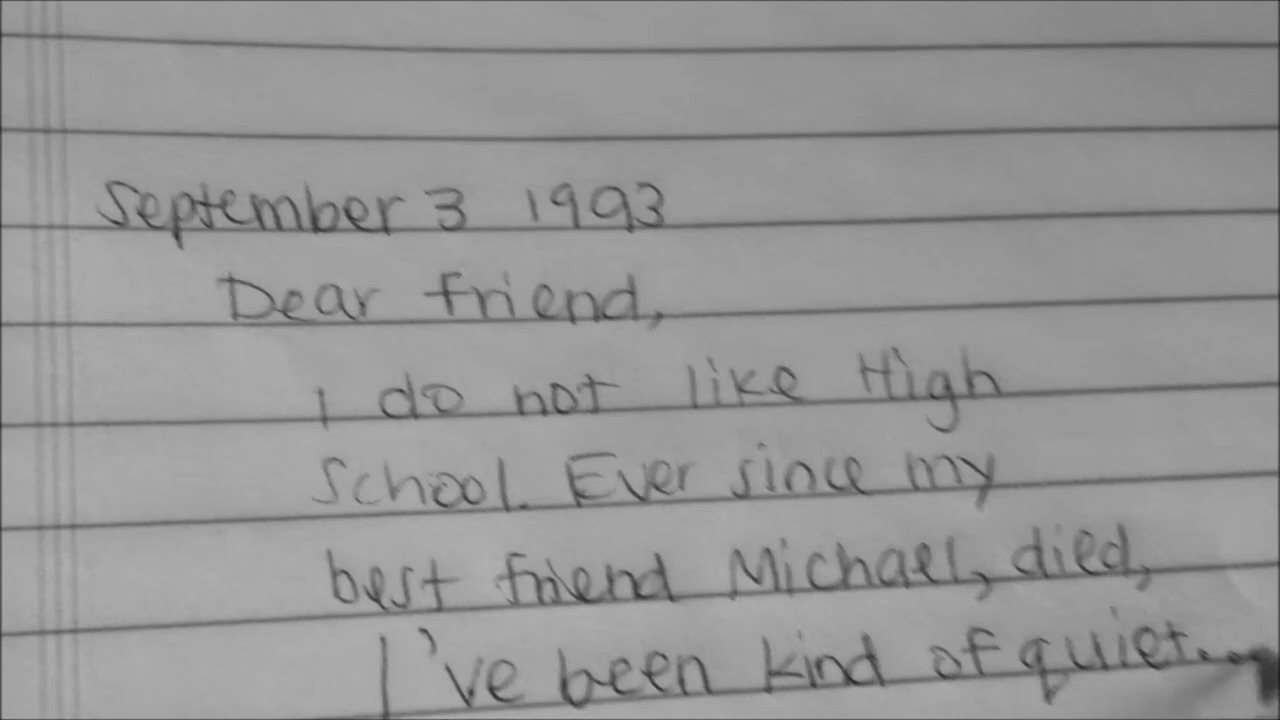 September 3 1993
Dear friend,
I do not like High
School. Ever since my
best friend Michael, died,
I've been kind of quiet..